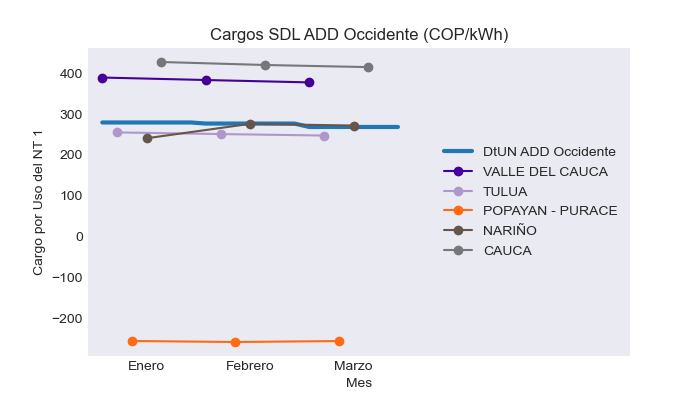 Cargos SDL ADD Occidente (COP/kWh)
Cargo por Uso del NT 1
400
300
200
100
0
−100
−200
Enero
Febrero
Marzo
Mes
DtUN ADD Occidente
VALLE DEL CAUCA
TULUA
POPAYAN - PURACE
NARIÑO
CAUCA